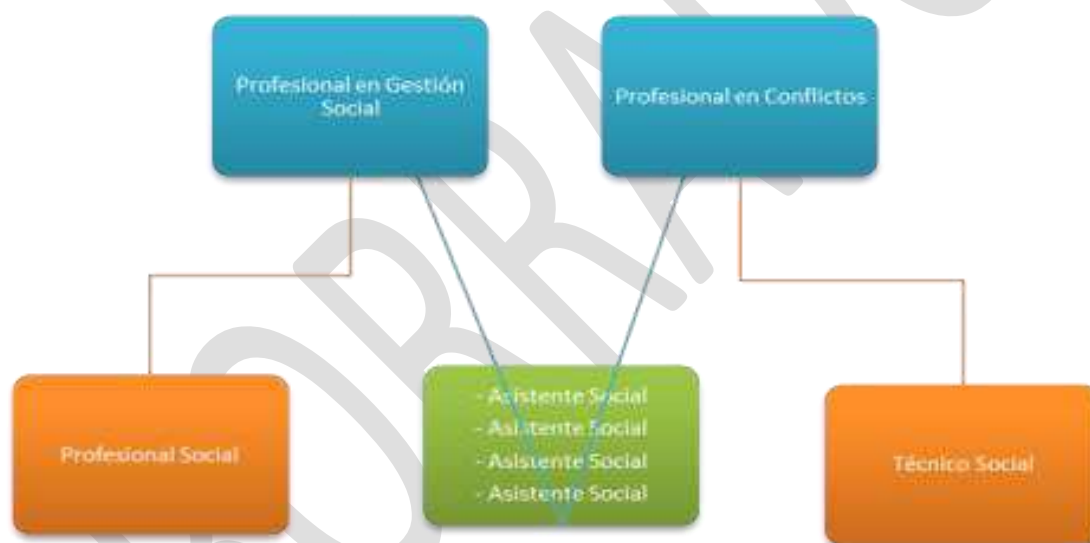 Profesional en Gestión
Social
Profesional en Conflictos
Profesional Social
- Asistente Social
- Asistente Social
- Asistente Social
- Asistente Social
Técnico Social